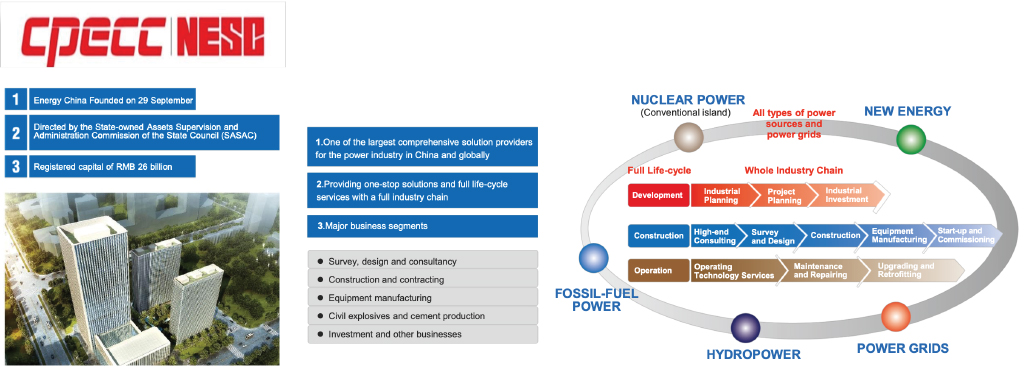 CPECC NESC
1 Energy China Founded on 29 September
2 Directed by the State-owned Assets Supervision and
Administration Commission of the State Council (SASAC)
3 Registered capital of RMB 26 billion
1.One of the largest comprehensive solution providers
for the power industry in China and globally
2.Providing one-stop solutions and full life-cycle
services with a full industry chain
3.Major business segments
● Survey, design and consultancy
● Construction and contracting
● Equipment manufacturing
● Civil explosives and cement production
● Investment and other businesses
NUCLEAR POWER
(Conventional island)
All types of power
sources and
power grids
NEW ENERGY
Full Life-cycle
Whole Industry Chain
Development
Industrial
Planning
Project
Planning
Industrial
Investment
Construction
High-end
Consulting
Survey
and Design
Construction
Equipment
Manufacturing
Start-up and
Commissioning
Operation
Operating
Technology Services
Maintenance
and Repairing
Upgrading and
Retrofitting
FOSSIL-FUEL
POWER
HYDROPOWER
POWER GRIDS